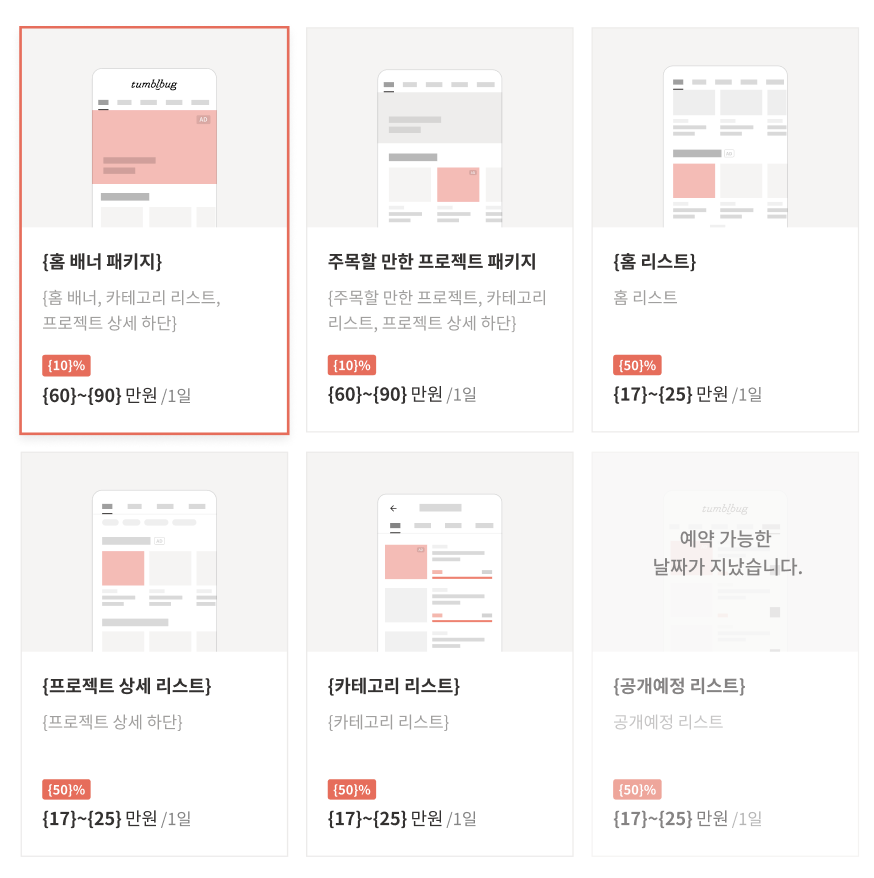 tumblbug
AD
{홈 배너 패키지}
{홈 배너, 카테고리 리스트,
프로젝트 상세 하단}
{10}%
{60}~{90} 만원 /1일
AD
주목할 만한 프로젝트 패키지
{주목할 만한 프로젝트, 카테고리
리스트, 프로젝트 상세 하단}
{10}%
{60}~{90} 만원 /1일
AD
{홈 리스트}
홈 리스트
{50}%
{17}~{25} 만원 /1일
AD
{프로젝트 상세 리스트}
{프로젝트 상세 하단}
{50}%
{17}~{25} 만원 /1일
AD
{카테고리 리스트}
{카테고리 리스트}
{50}%
{17}~{25} 만원 /1일
tumblbug
예약 가능한
날짜가 지났습니다.
{공개예정 리스트}
공개예정 리스트
{50}%
{17}~{25} 만원 /1일